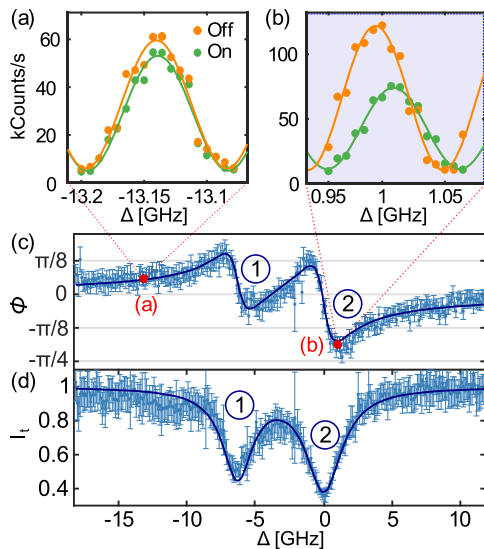 (a)
(b)
Off
On
kCounts/s
60
40
20
0
-13.2
-13.15
-13.1
Δ [GHz]
100
50
0
0.95
1
1.05
Δ [GHz]
(c)
π/8
0
-π/8
-π/4
Φ
1
2
(a)
(b)
(d)
1
0.8
0.6
0.4
I_t
1
2
-15
-10
-5
0
5
10
Δ [GHz]